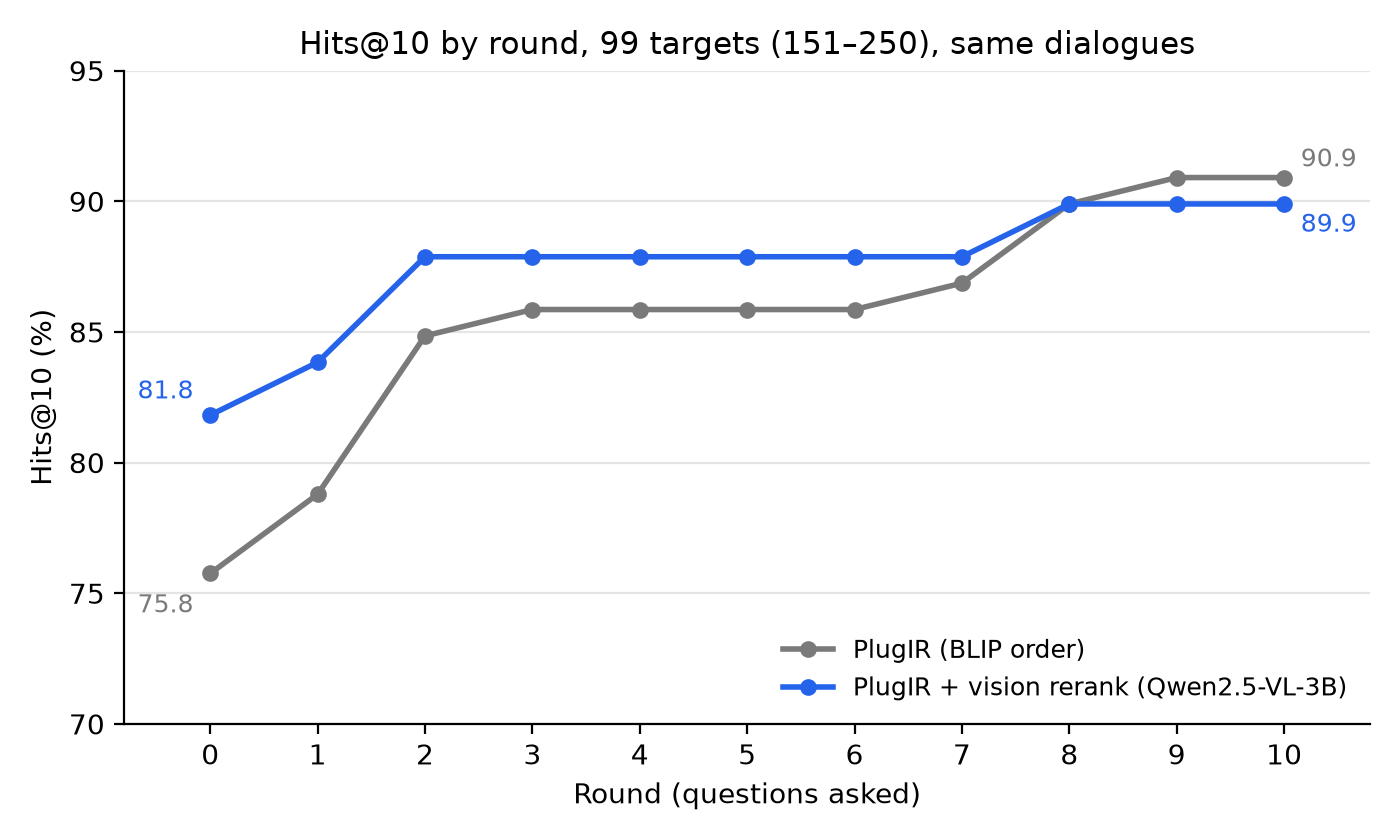 Hits@10 by round, 99 targets (151–250), same dialogues
95
90
85
80
75
70
Hits@10 (%)
81.8
75.8
90.9
89.9
PlugIR (BLIP order)
PlugIR + vision rerank (Qwen2.5-VL-3B)
0 1 2 3 4 5 6 7 8 9 10
Round (questions asked)